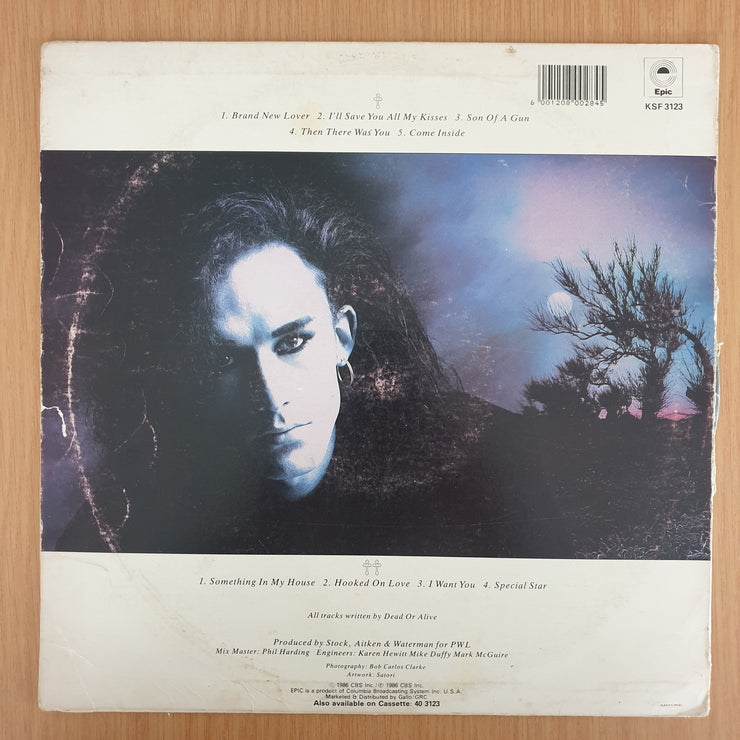 6 001208 002845
Epic
KSF 3123
1. Brand New Lover 2. I'll Save You All My Kisses 3. Son Of A Gun
4. Then There Was You 5. Come Inside
1. Something In My House 2. Hooked On Love 3. I Want You 4. Special Star
All tracks written by Dead Or Alive
Produced by Stock, Aitken & Waterman for PWL
Mix Master: Phil Harding Engineers: Karen Hewitt Mike Duffy Mark McGuire
Photography: Bob Carlos Clarke
Artwork: Satori
© 1986 CBS Inc./℗ 1986 CBS Inc.
EPIC is a product of Columbia Broadcasting System Inc. U.S.A.
Marketed & Distributed by Gallo/GRC
Also available on Cassette: 40 3123